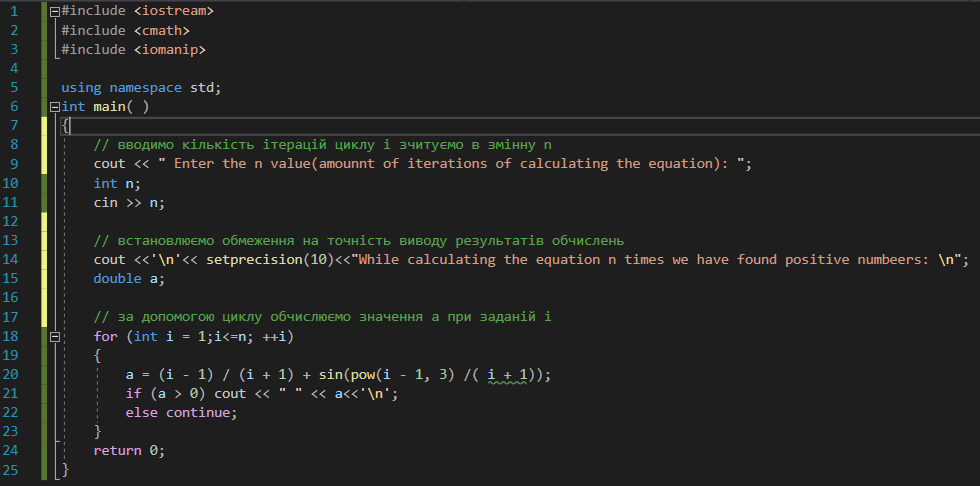 1 #include <iostream>
2 #include <cmath>
3 #include <iomanip>
4
5 using namespace std;
6 int main( )
7 {
8 // вводимо кількість ітерацій циклу і зчитуємо в змінну n
9 cout << " Enter the n value(amounnt of iterations of calculating the equation): ";
10 int n;
11 cin >> n;
12
13 // встановлюємо обмеження на точність виводу результатів обчислень
14 cout <<'\n'<< setprecision(10)<<"While calculating the equation n times we have found positive numbeers: \n";
15 double a;
16
17 // за допомогою циклу обчислюємо значення a при заданій i
18 for (int i = 1;i<=n; ++i)
19 {
20 a = (i - 1) / (i + 1) + sin(pow(i - 1, 3) /( i + 1));
21 if (a > 0) cout << " " << a<<'\n';
22 else continue;
23 }
24 return 0;
25 }